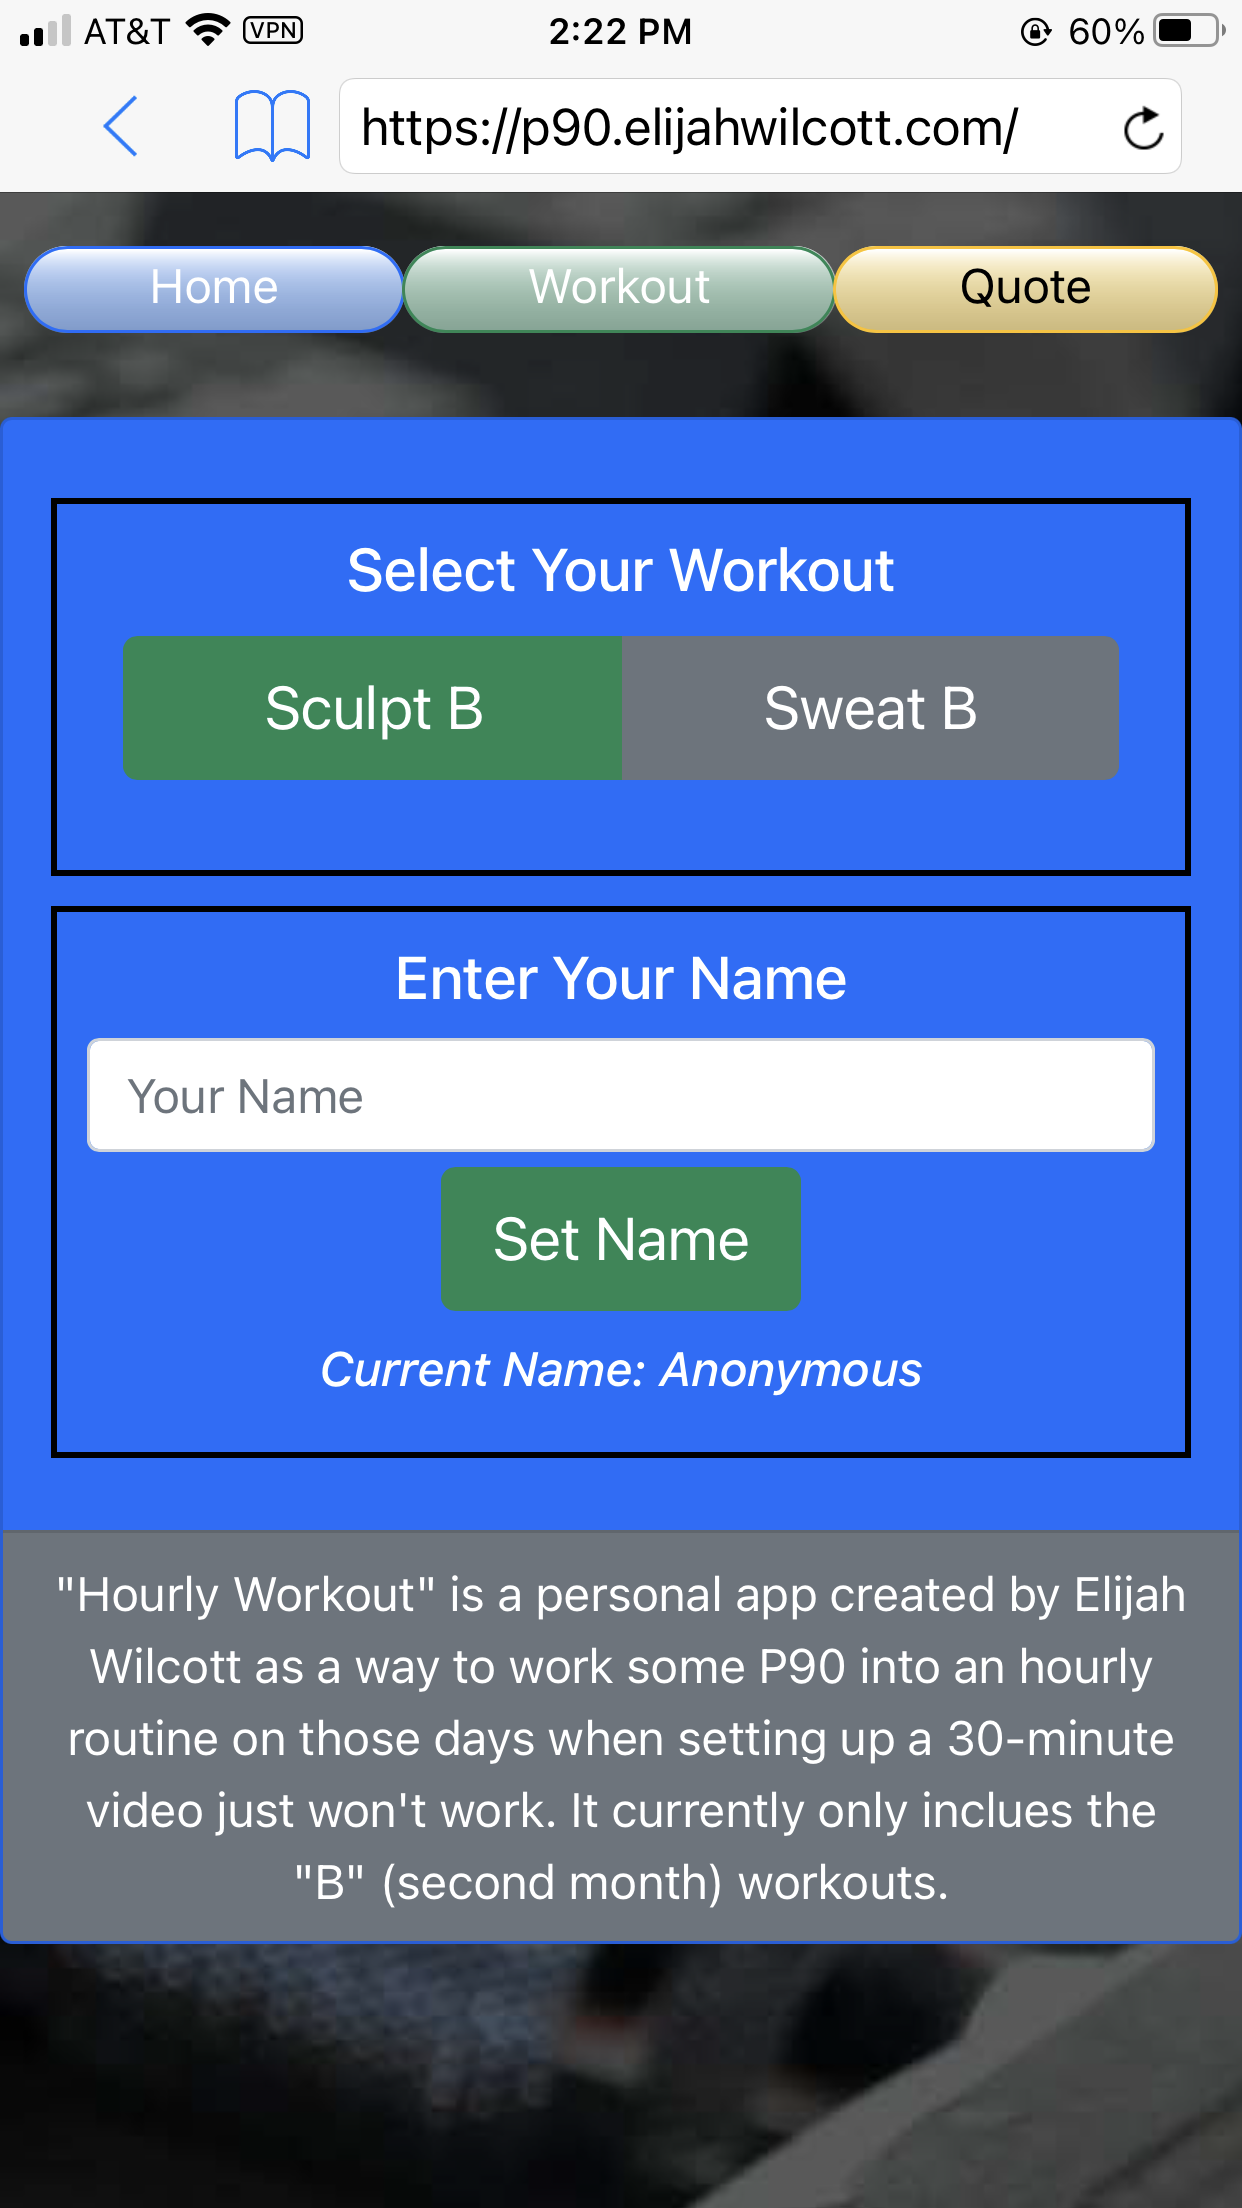 AT&T VPN 2:22 PM 60%
https://p90.elijahwilcott.com/
Home Workout Quote
Select Your Workout
Sculpt B Sweat B
Enter Your Name
Your Name
Set Name
Current Name: Anonymous
"Hourly Workout" is a personal app created by Elijah
Wilcott as a way to work some P90 into an hourly
routine on those days when setting up a 30-minute
video just won't work. It currently only inclues the
"B" (second month) workouts.